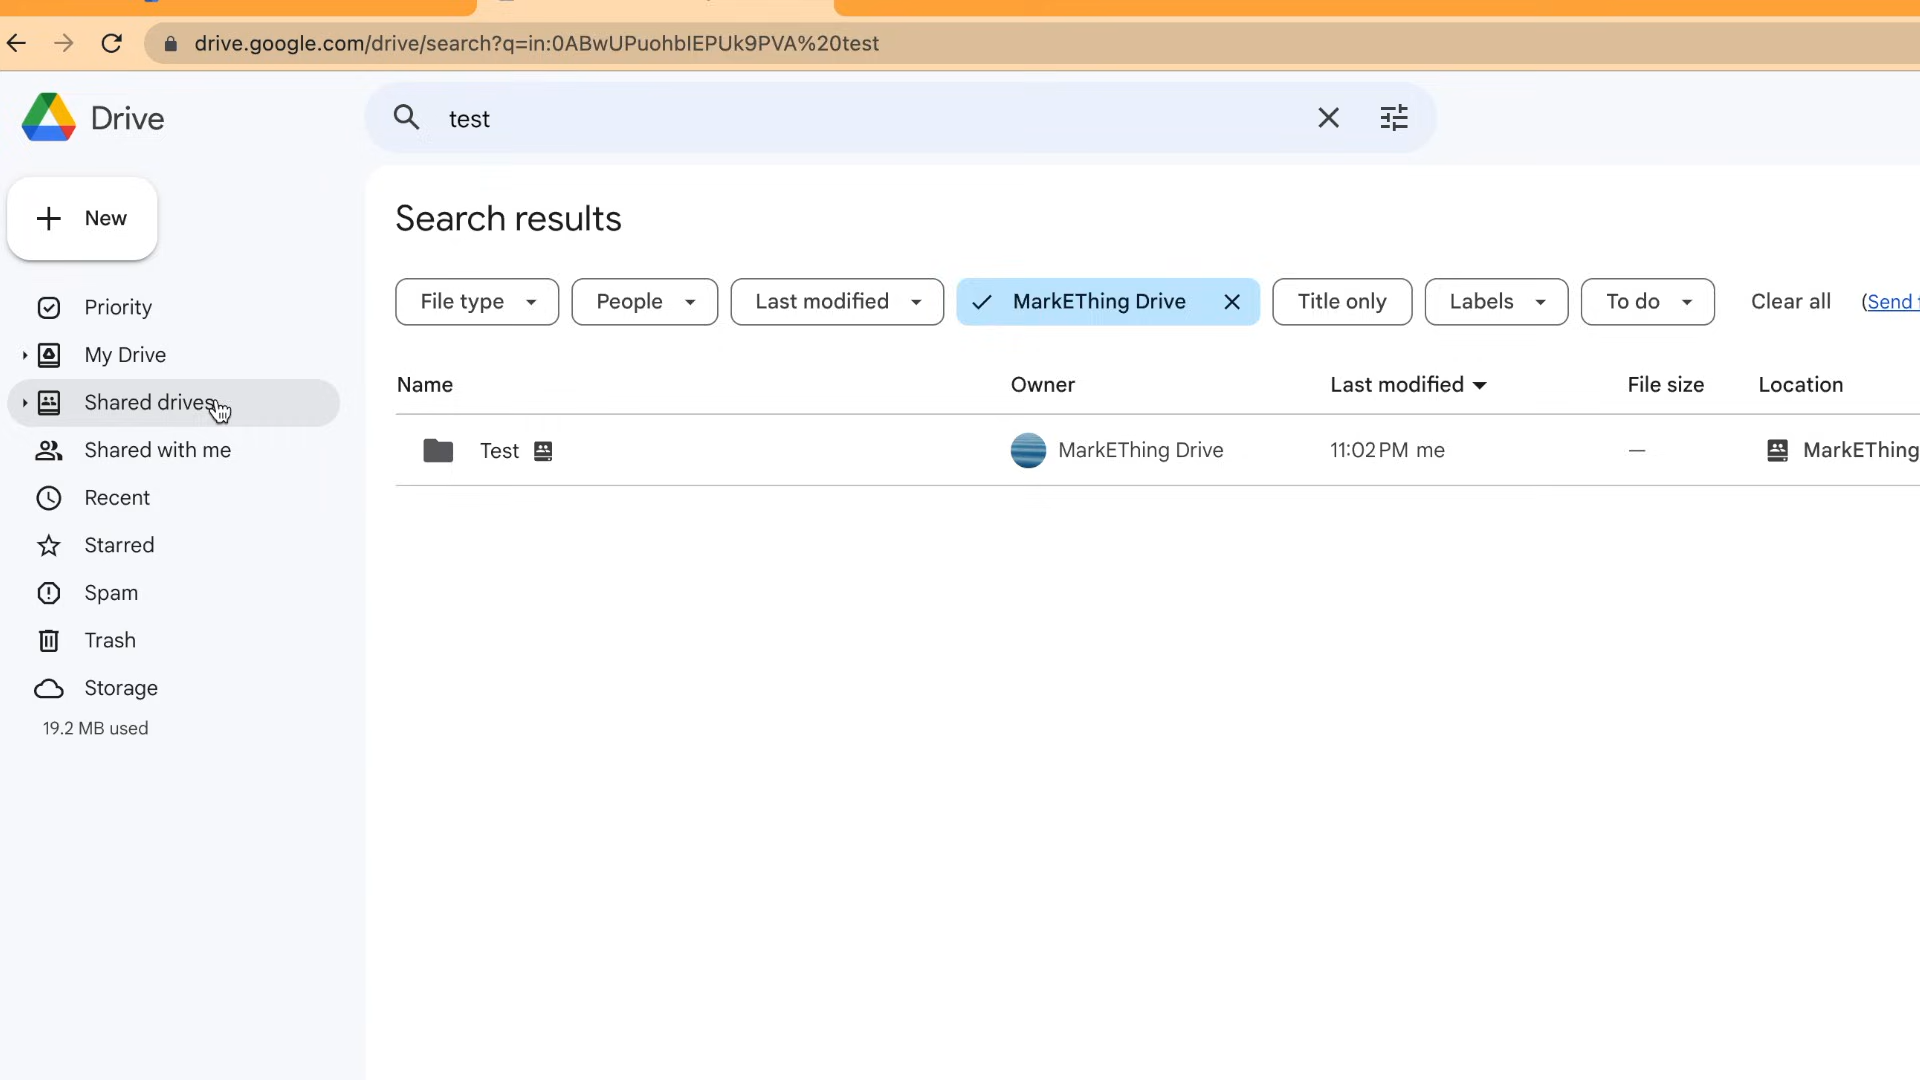 drive.google.com/drive/search?q=in:0ABwUPuohbIEPUk9PVA%20test
Drive
test
New
Search results
File type
People
Last modified
MarkEThing Drive
Title only
Labels
To do
Clear all
(Send
Priority
My Drive
Shared drives
Shared with me
Recent
Starred
Spam
Trash
Storage
19.2 MB used
Name
Owner
Last modified
File size
Location
Test
MarkEThing Drive
11:02 PM me
—
MarkEThing